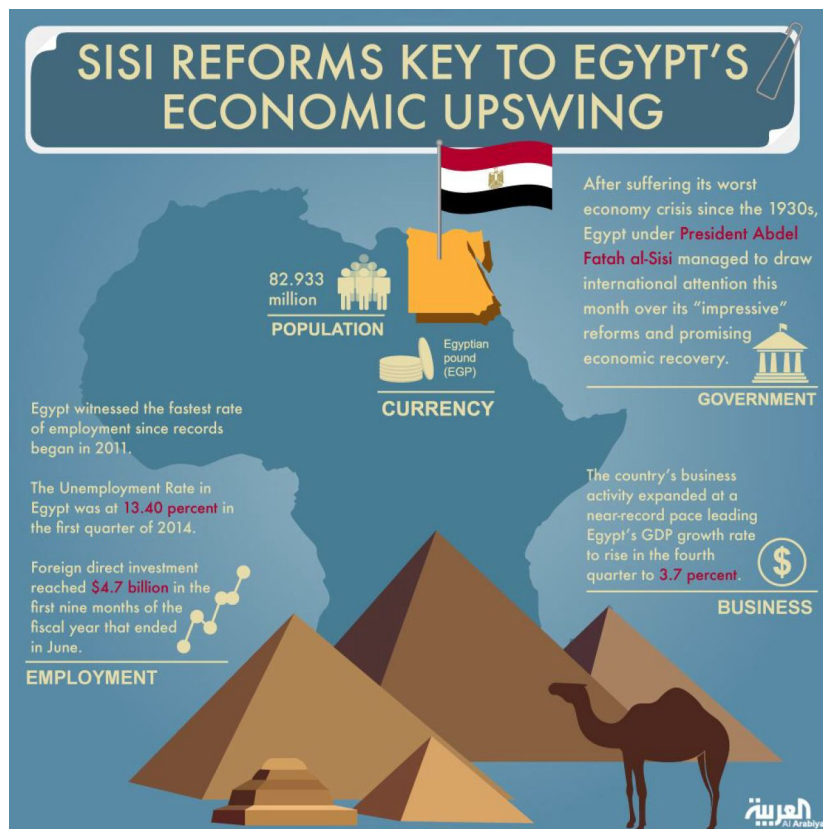 SISI REFORMS KEY TO EGYPT'S
ECONOMIC UPSWING
After suffering its worst
economy crisis since the 1930s,
Egypt under President Abdel
Fatah al-Sisi managed to draw
international attention this
month over its “impressive”
reforms and promising
economic recovery.
GOVERNMENT
82.933
million
POPULATION
Egyptian
pound
(EGP)
CURRENCY
Egypt witnessed the fastest rate
of employment since records
began in 2011.
The Unemployment Rate in
Egypt was at 13.40 percent in
the first quarter of 2014.
Foreign direct investment
reached $4.7 billion in the
first nine months of the
fiscal year that ended
in June.
EMPLOYMENT
The country's business
activity expanded at a
near-record pace leading
Egypt's GDP growth rate
to rise in the fourth
quarter to 3.7 percent.
$
BUSINESS
العربية
Al Arabiya